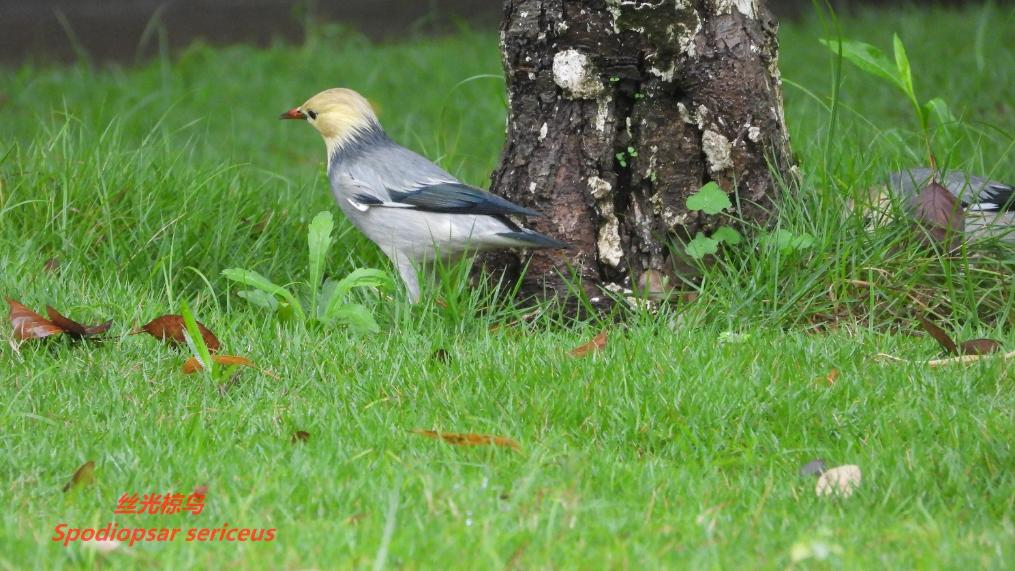 丝光椋鸟
Spodiopsar sericeus